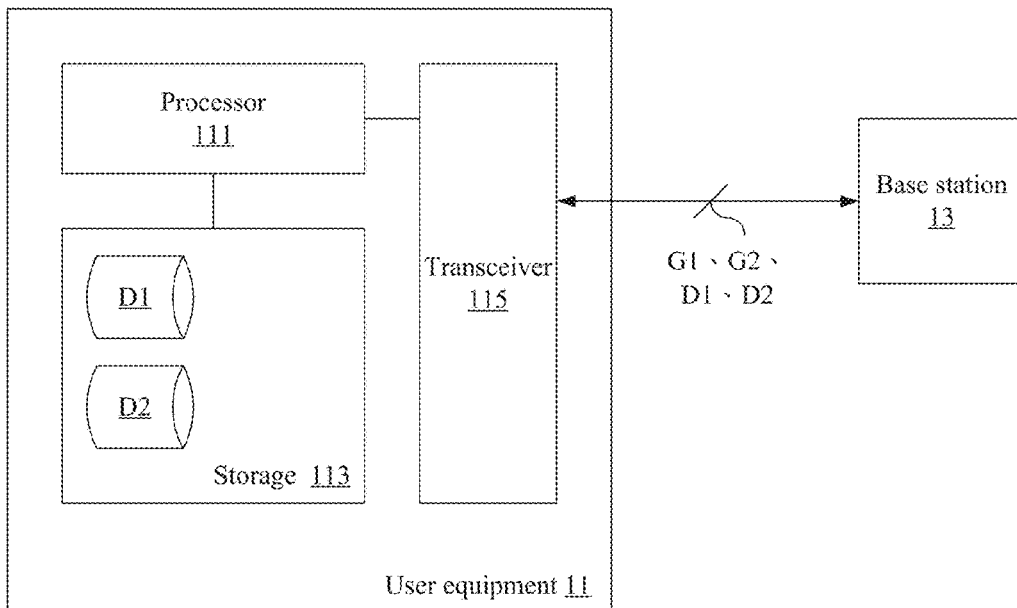 Processor
111
Base station
13
D1
Transceiver
115
G1、G2、
D1、D2
D2
Storage 113
User equipment 11